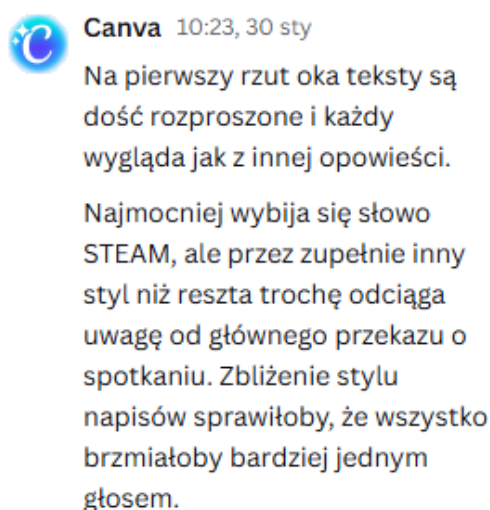 Canva 10:23, 30 sty
Na pierwszy rzut oka teksty są
dość rozproszone i każdy
wygląda jak z innej opowieści.
Najmocniej wybija się słowo
STEAM, ale przez zupełnie inny
styl niż reszta trochę odciąga
uwagę od głównego przekazu o
spotkaniu. Zbliżenie stylu
napisów sprawiłoby, że wszystko
brzmiałoby bardziej jednym
głosem.